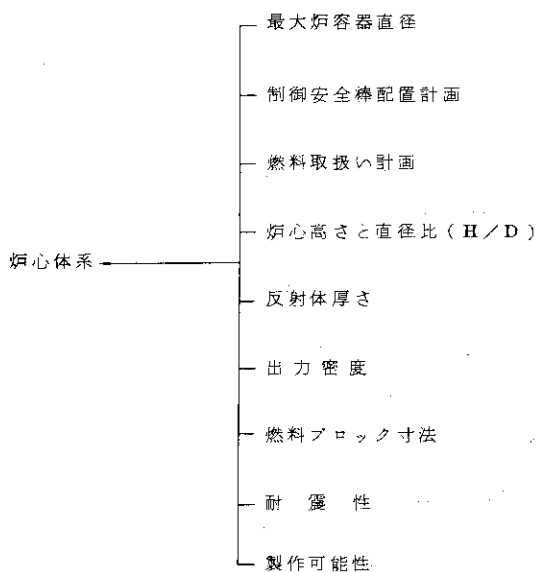 最大炉容器直径
制御安全棒配置計画
燃料取扱い計画
炉心高さと直径比(H/D)
炉心体系
反射体厚さ
出力密度
燃料ブロック寸法
耐震性
製作可能性